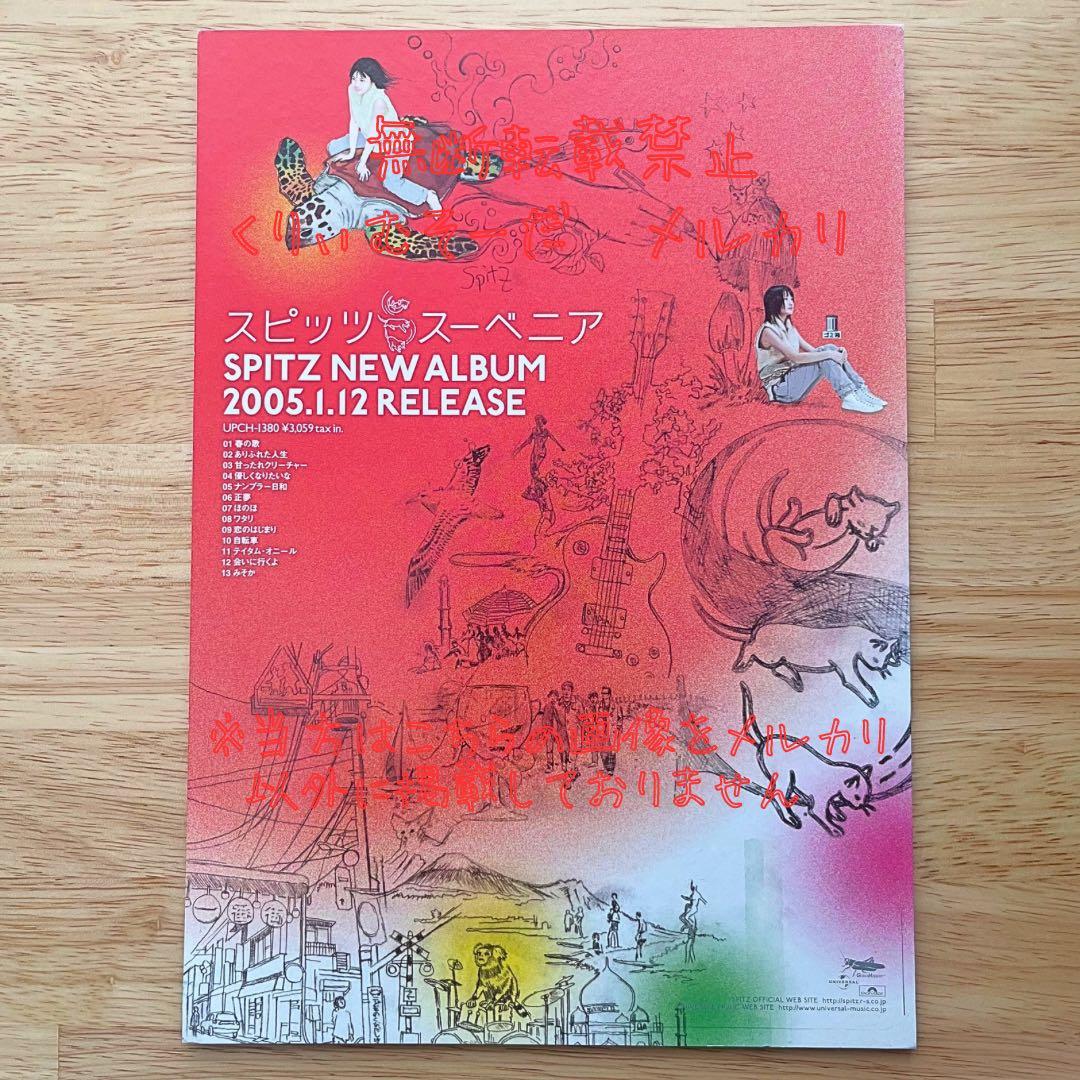 無断転載禁止
くりぃむそーだ メルカリ
Spitz
スピッツ スーベニア
SPITZ NEW ALBUM
2005.1.12 RELEASE
UPCH-1380 ¥3,059 tax in.
01 春の歌
02 ありふれた人生
03 甘ったれクリーチャー
04 優しくなりたいな
05 ナンプラー日和
06 正夢
07 ほのほ
08 ワタリ
09 恋のはじまり
10 自転車
11 テイタム・オニール
12 会いに行くよ
13 みそか
※当方はこちらの画像をメルカリ
以外に掲載しておりません
UNIVERSAL
SPITZ OFFICIAL WEB SITE http://spitz.r-s.co.jp
WEB SITE http://www.universal-music.co.jp